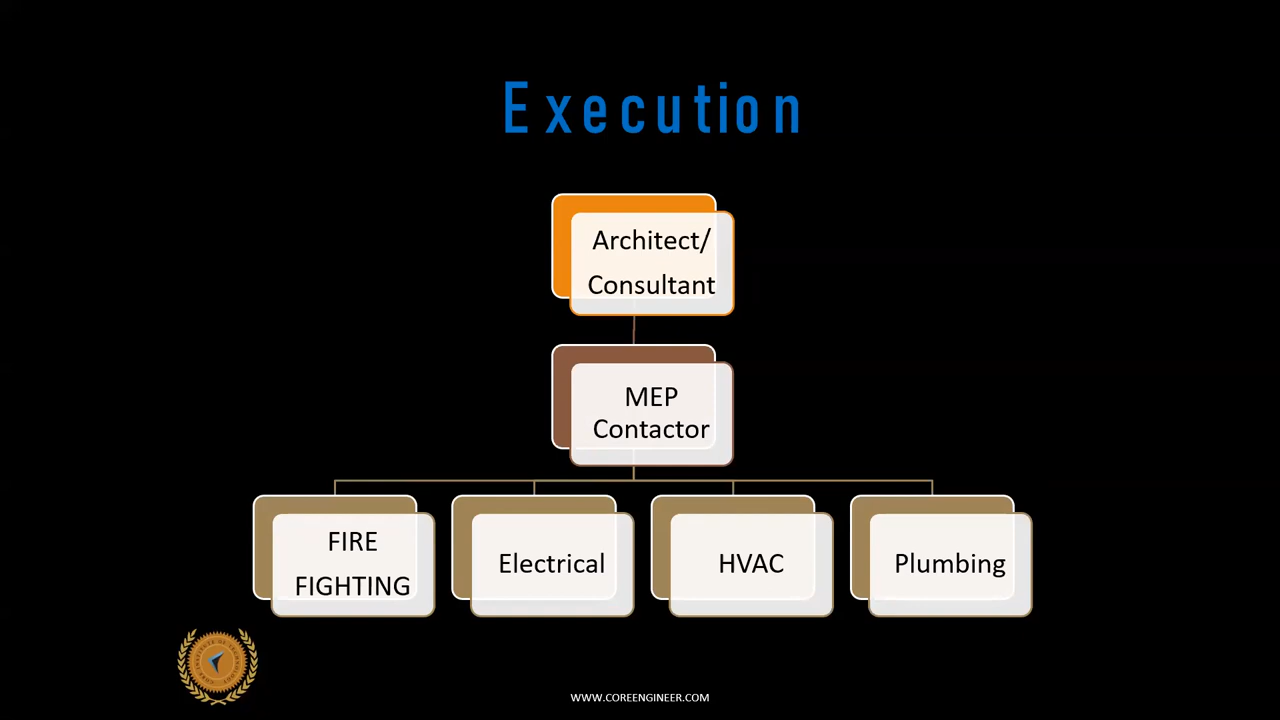 Execution
Architect/
Consultant
MEP
Contactor
FIRE
FIGHTING
Electrical
HVAC
Plumbing
WWW.COREENGINEER.COM